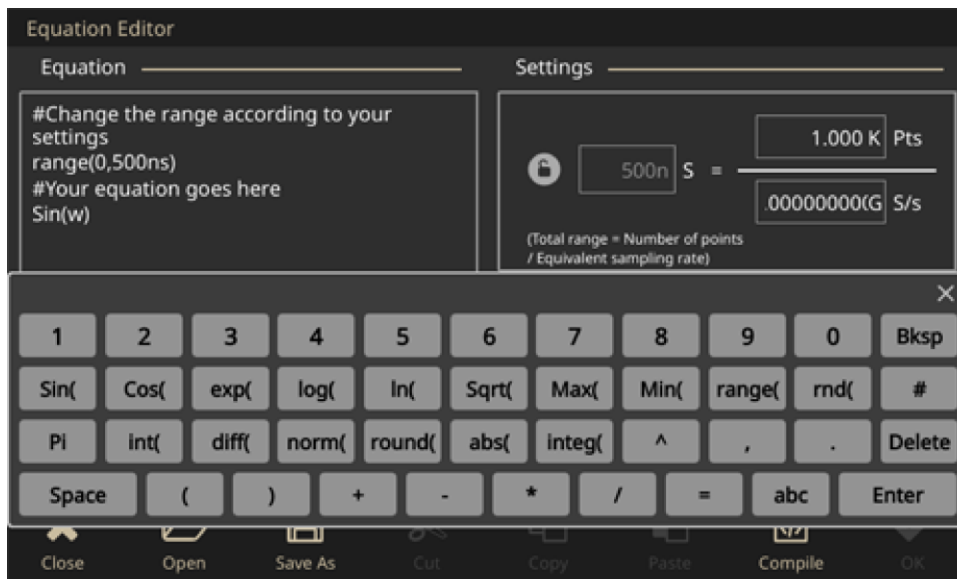 Equation Editor
Equation
Settings
#Change the range according to your
settings
range(0,500ns)
#Your equation goes here
Sin(w)
500n S = 1.000 K Pts
.00000000(G S/s
(Total range = Number of points
/ Equivalent sampling rate)
1 2 3 4 5 6 7 8 9 0 Bksp
Sin( Cos( exp( log( ln( Sqrt( Max( Min( range( rnd( #
Pi int( diff( norm( round( abs( integ( ^ , . Delete
Space ( ) + - * / = abc Enter
Close Open Save As Cut Copy Paste Compile OK